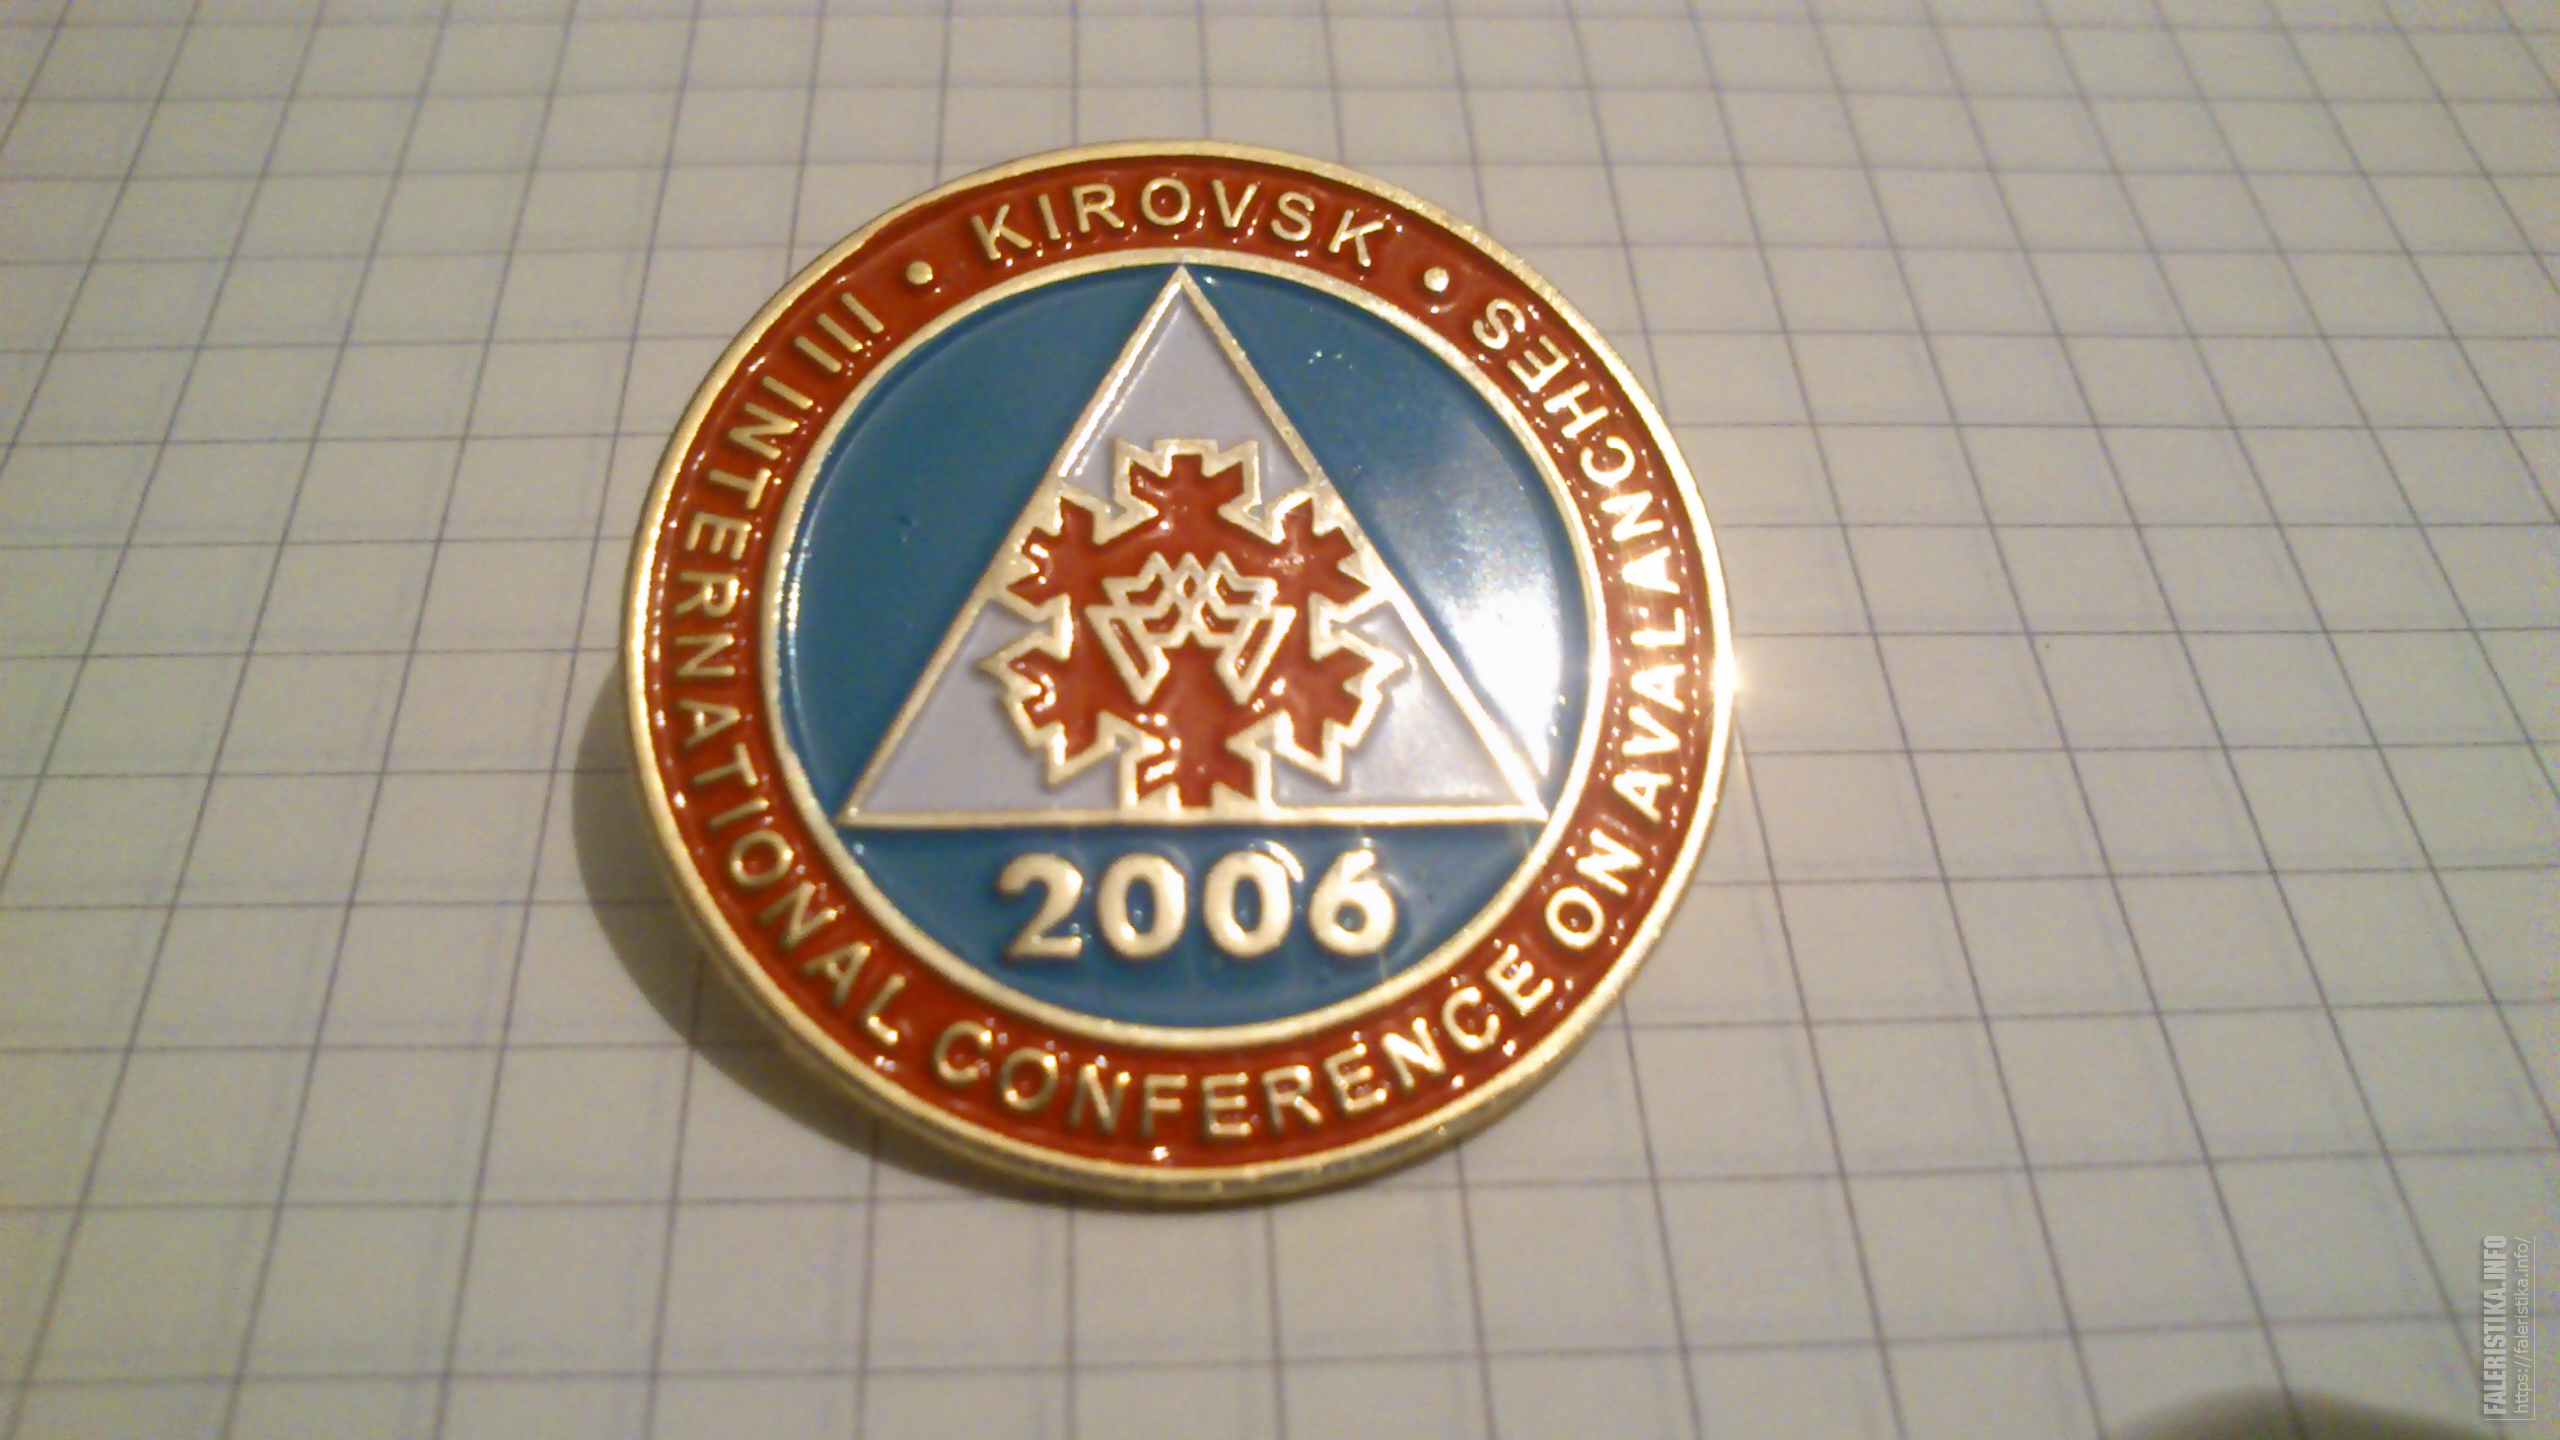 • KIROVSK •
III INTERNATIONAL CONFERENCE ON AVALANCHES
2006
FALERISTIKA.INFO
https://faleristika.info/